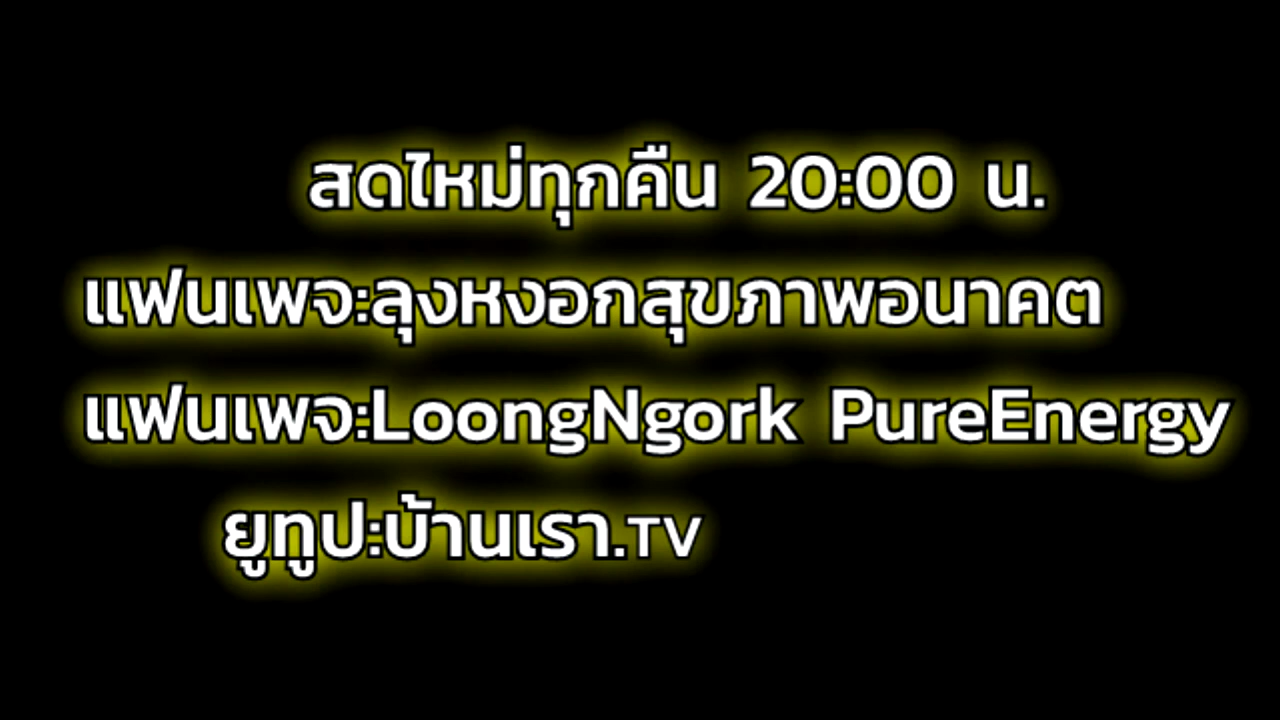 สดไหม่ทุกคืน 20:00 น.
แฟนเพจ:ลุงหงอกสุขภาพอนาคต
แฟนเพจ:LoongNgork PureEnergy
ยูทูป:บ้านเรา.TV